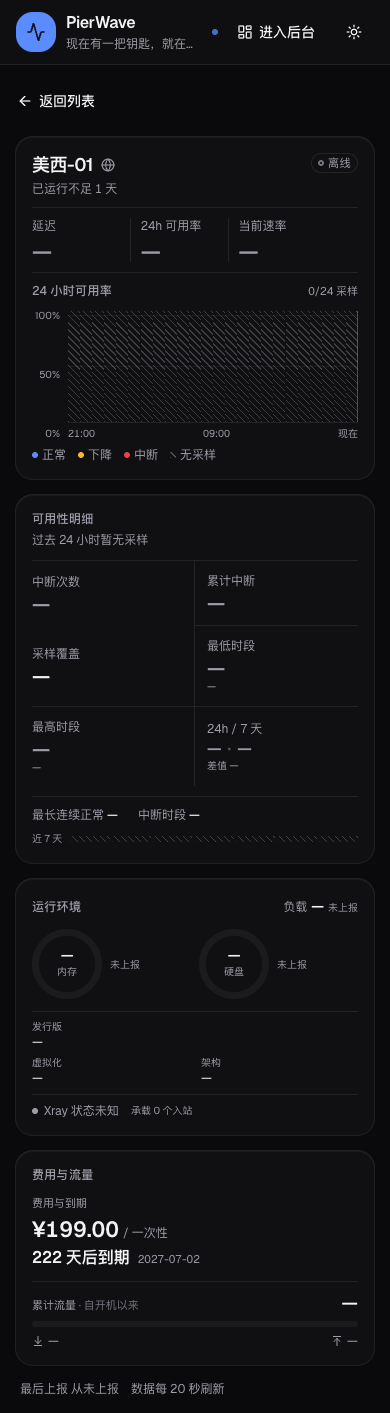 PierWave
现在有一把钥匙，就在…
进入后台
返回列表
美西-01
离线
已运行不足 1 天
延迟
24h 可用率
当前速率
—
—
—
24 小时可用率
0/24 采样
100%
50%
0%
21:00
09:00
现在
正常
下降
中断
无采样
可用性明细
过去 24 小时暂无采样
中断次数
—
累计中断
—
采样覆盖
—
最低时段
—
—
最高时段
—
—
24h / 7 天
— · —
差值 —
最长连续正常 —
中断时段 —
近 7 天
运行环境
负载 — 未上报
—
内存
未上报
—
硬盘
未上报
发行版
—
虚拟化
—
架构
—
Xray 状态未知
承载 0 个入站
费用与流量
费用与到期
¥199.00 / 一次性
222 天后到期 2027-07-02
累计流量 · 自开机以来
—
—
—
最后上报 从未上报
数据每 20 秒刷新